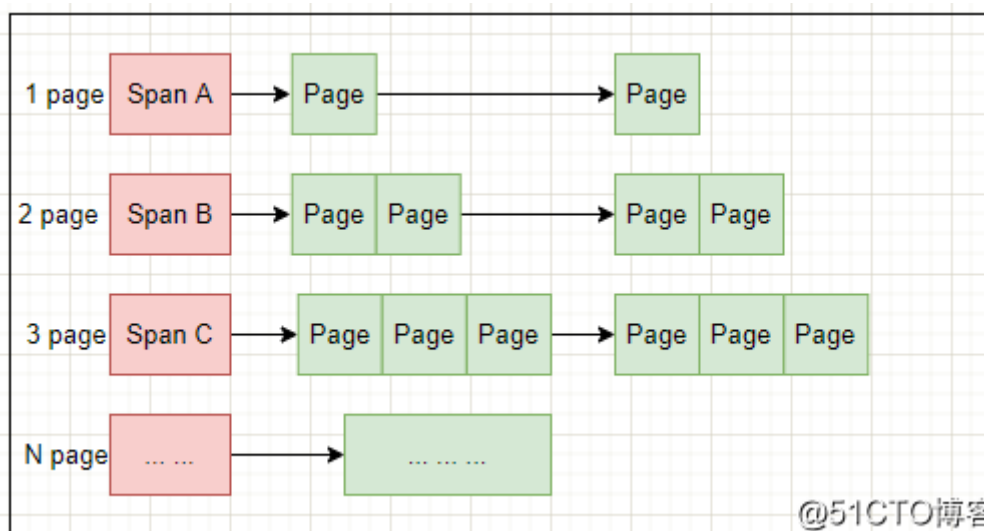 1 page Span A Page Page
2 page Span B Page Page Page Page
3 page Span C Page Page Page Page Page Page
N page ... ... ... ... ...
@51CTO博客